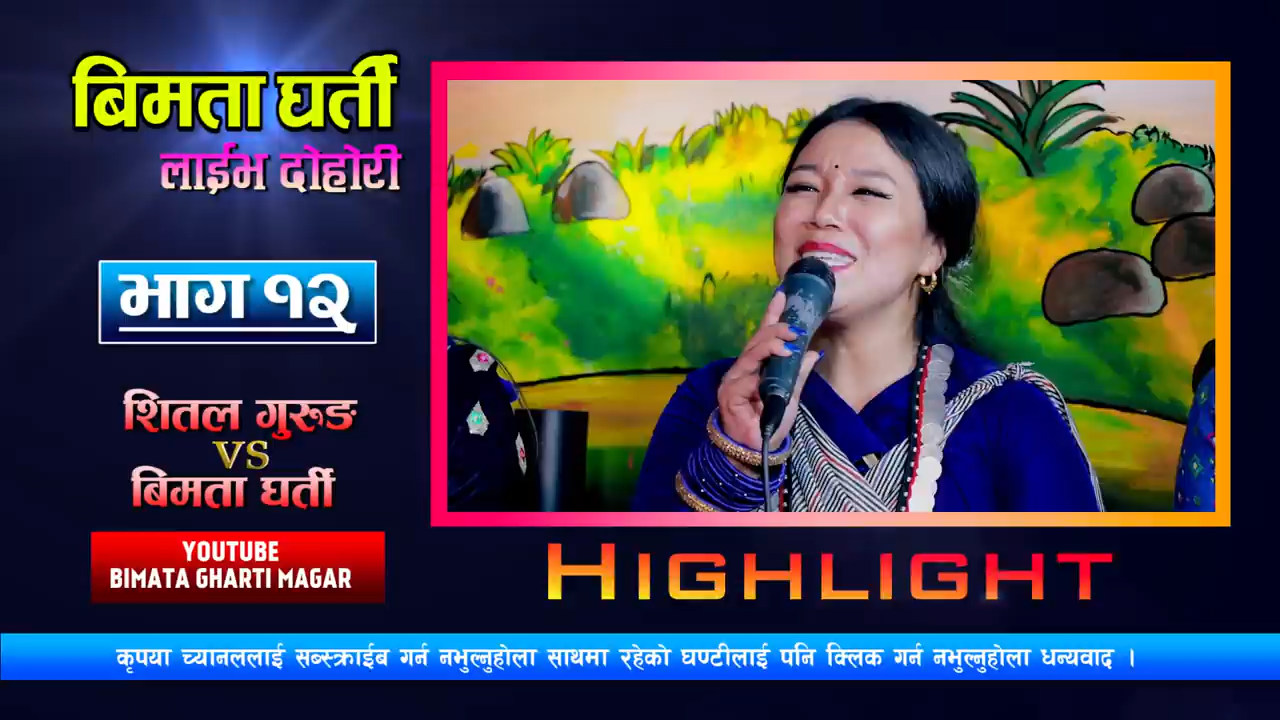 बिमता घर्ती
लाईभ दोहोरी
भाग १२
शितल गुरुङ
VS
बिमता घर्ती
YOUTUBE
BIMATA GHARTI MAGAR
HIGHLIGHT
कृपया च्यानललाई सब्स्क्राईब गर्न नभुल्नुहोला साथमा रहेको घण्टीलाई पनि क्लिक गर्न नभुल्नुहोला धन्यवाद ।